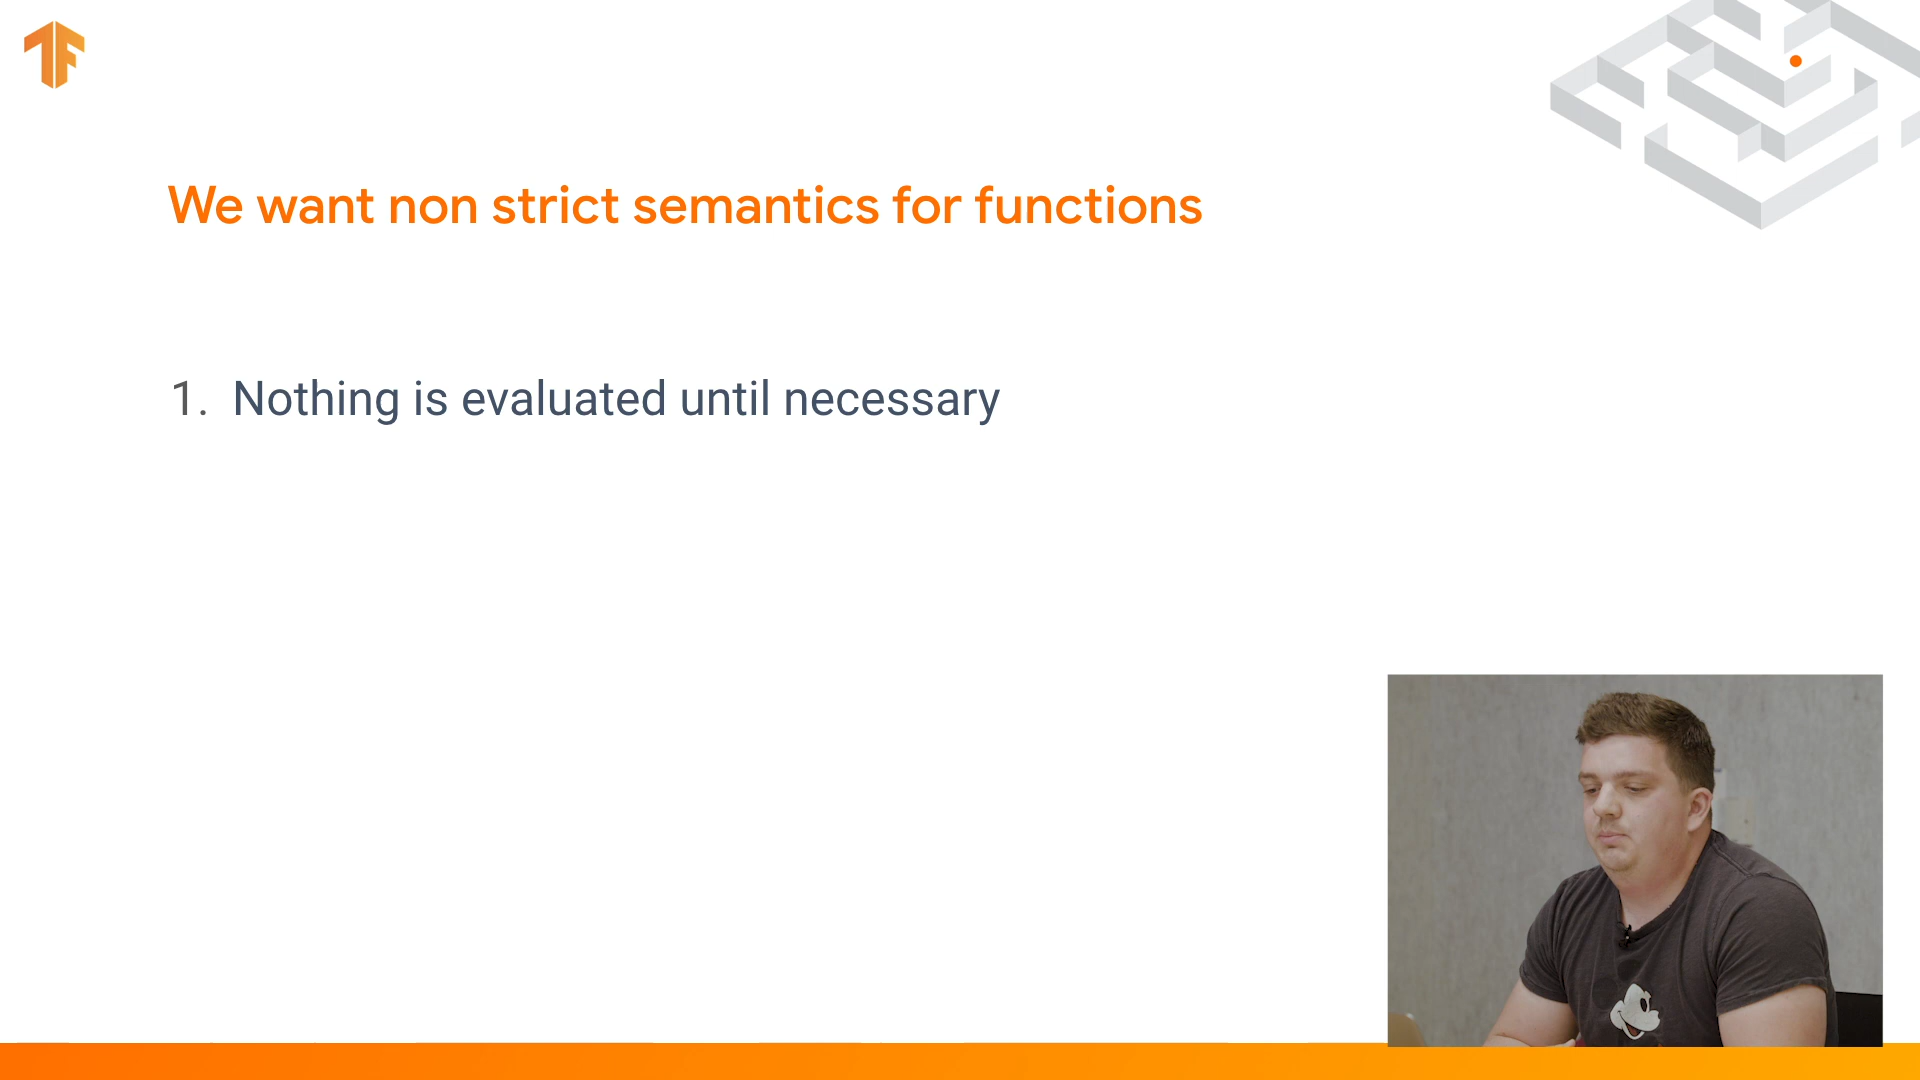 We want non strict semantics for functions
1. Nothing is evaluated until necessary